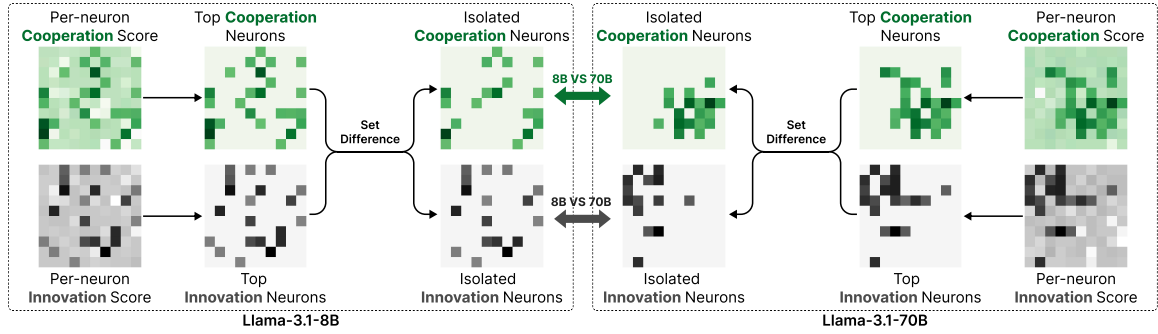 Per-neuron
Cooperation Score
Top Cooperation
Neurons
Isolated
Cooperation Neurons
Set
Difference
Per-neuron
Innovation Score
Top
Innovation Neurons
Isolated
Innovation Neurons
Llama-3.1-8B
8B VS 70B
8B VS 70B
Isolated
Cooperation Neurons
Top Cooperation
Neurons
Per-neuron
Cooperation Score
Set
Difference
Isolated
Innovation Neurons
Top
Innovation Neurons
Per-neuron
Innovation Score
Llama-3.1-70B